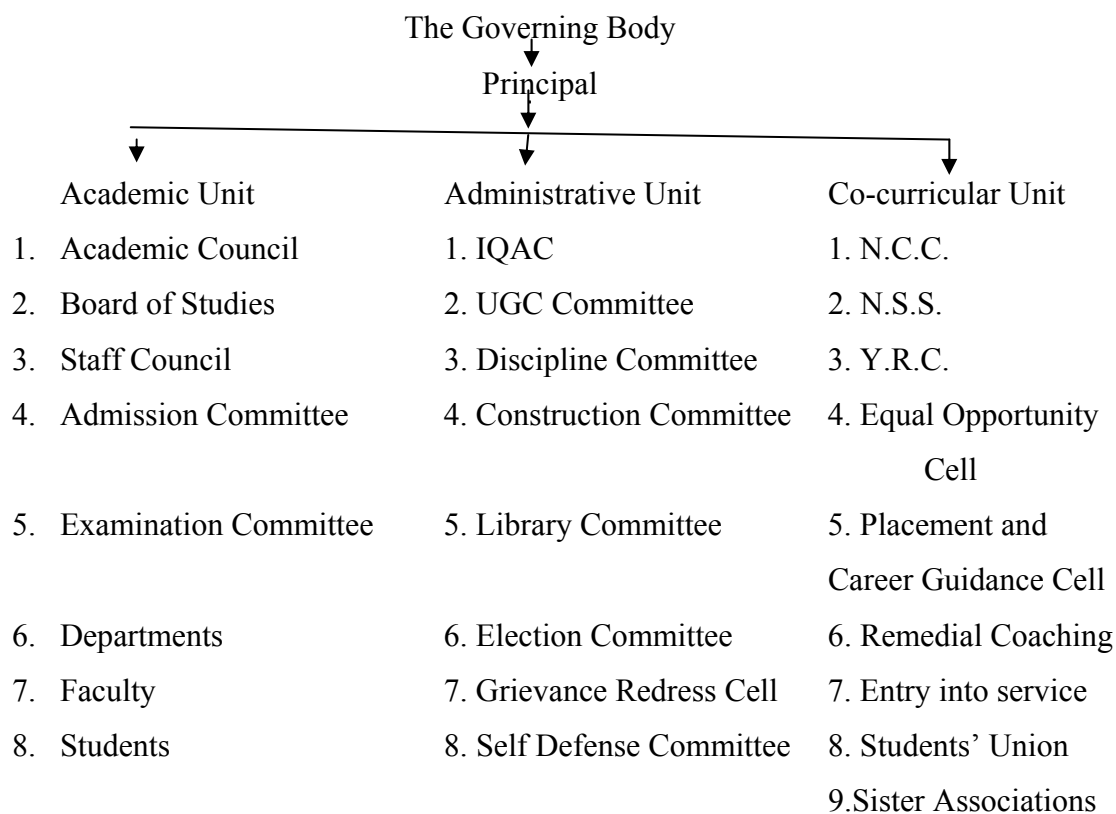 The Governing Body
Principal
Academic Unit Administrative Unit Co-curricular Unit
1. Academic Council 1. IQAC 1. N.C.C.
2. Board of Studies 2. UGC Committee 2. N.S.S.
3. Staff Council 3. Discipline Committee 3. Y.R.C.
4. Admission Committee 4. Construction Committee 4. Equal Opportunity
Cell
5. Examination Committee 5. Library Committee 5. Placement and
Career Guidance Cell
6. Departments 6. Election Committee 6. Remedial Coaching
7. Faculty 7. Grievance Redress Cell 7. Entry into service
8. Students 8. Self Defense Committee 8. Students’ Union
9.Sister Associations